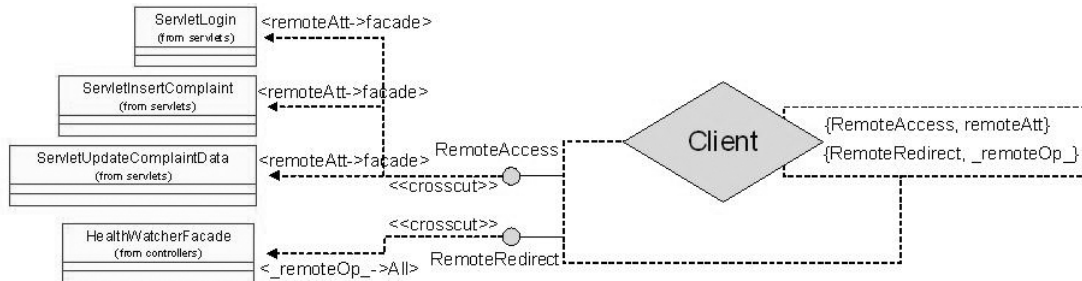 ServletLogin
(from servlets)
<remoteAtt->facade>
ServletInsertComplaint
(from servlets)
<remoteAtt->facade>
ServletUpdateComplaintData
(from servlets)
<remoteAtt->facade>
RemoteAccess
<<crosscut>>
Client
{RemoteAccess, remoteAtt}
{RemoteRedirect, _remoteOp_}
HealthWatcherFacade
(from controllers)
<<crosscut>>
RemoteRedirect
<_remoteOp_->All>